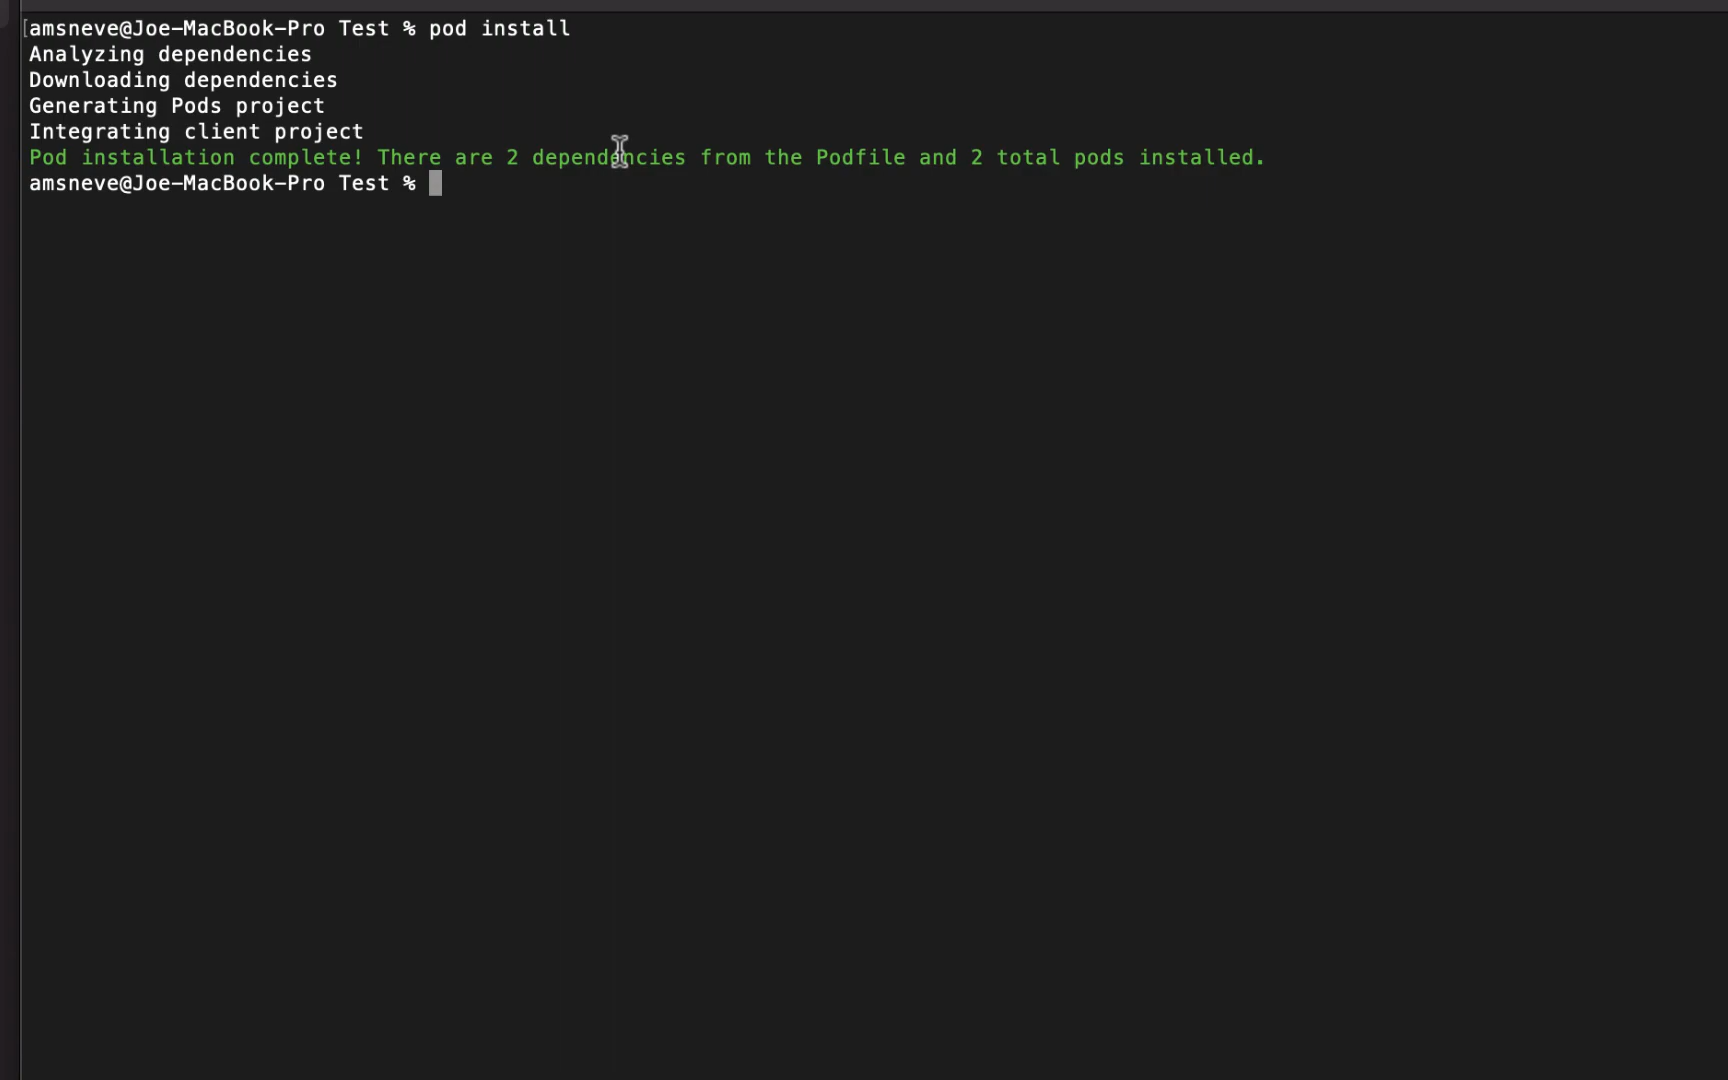 [amsneve@Joe-MacBook-Pro Test % pod install
Analyzing dependencies
Downloading dependencies
Generating Pods project
Integrating client project
Pod installation complete! There are 2 dependencies from the Podfile and 2 total pods installed.
amsneve@Joe-MacBook-Pro Test %